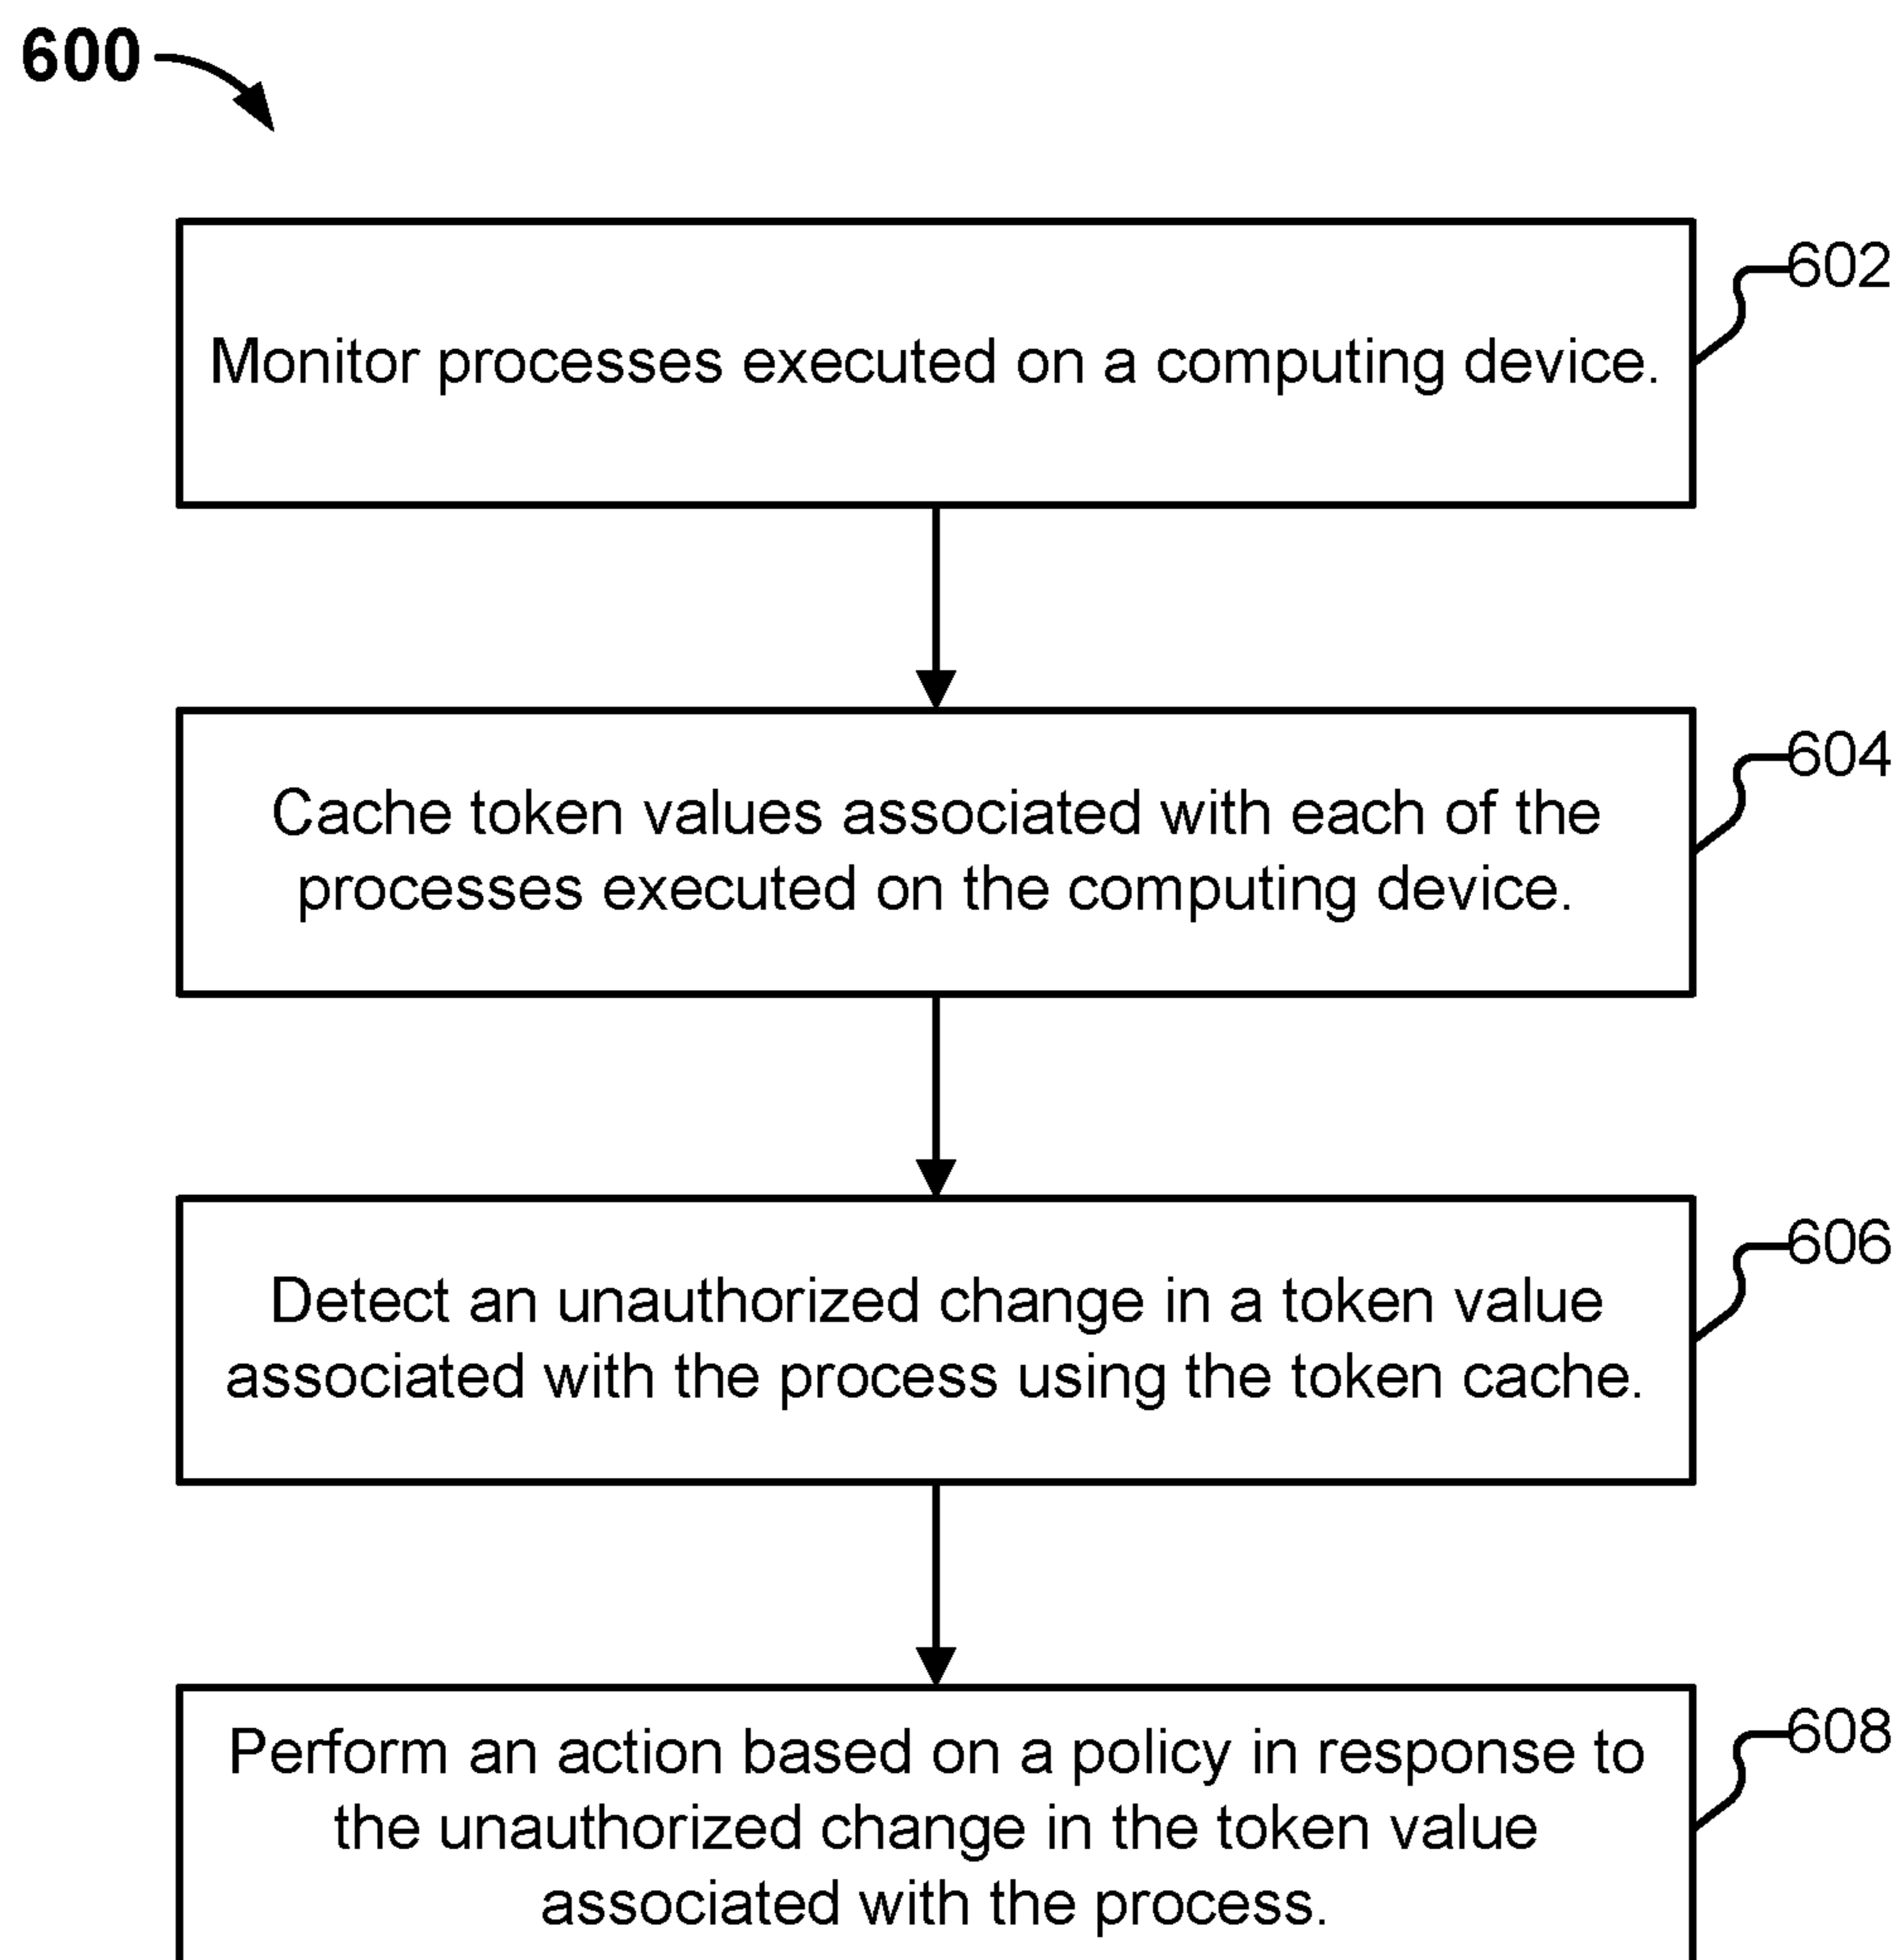 600
Monitor processes executed on a computing device.
602
Cache token values associated with each of the
processes executed on the computing device.
604
Detect an unauthorized change in a token value
associated with the process using the token cache.
606
Perform an action based on a policy in response to
the unauthorized change in the token value
associated with the process.
608